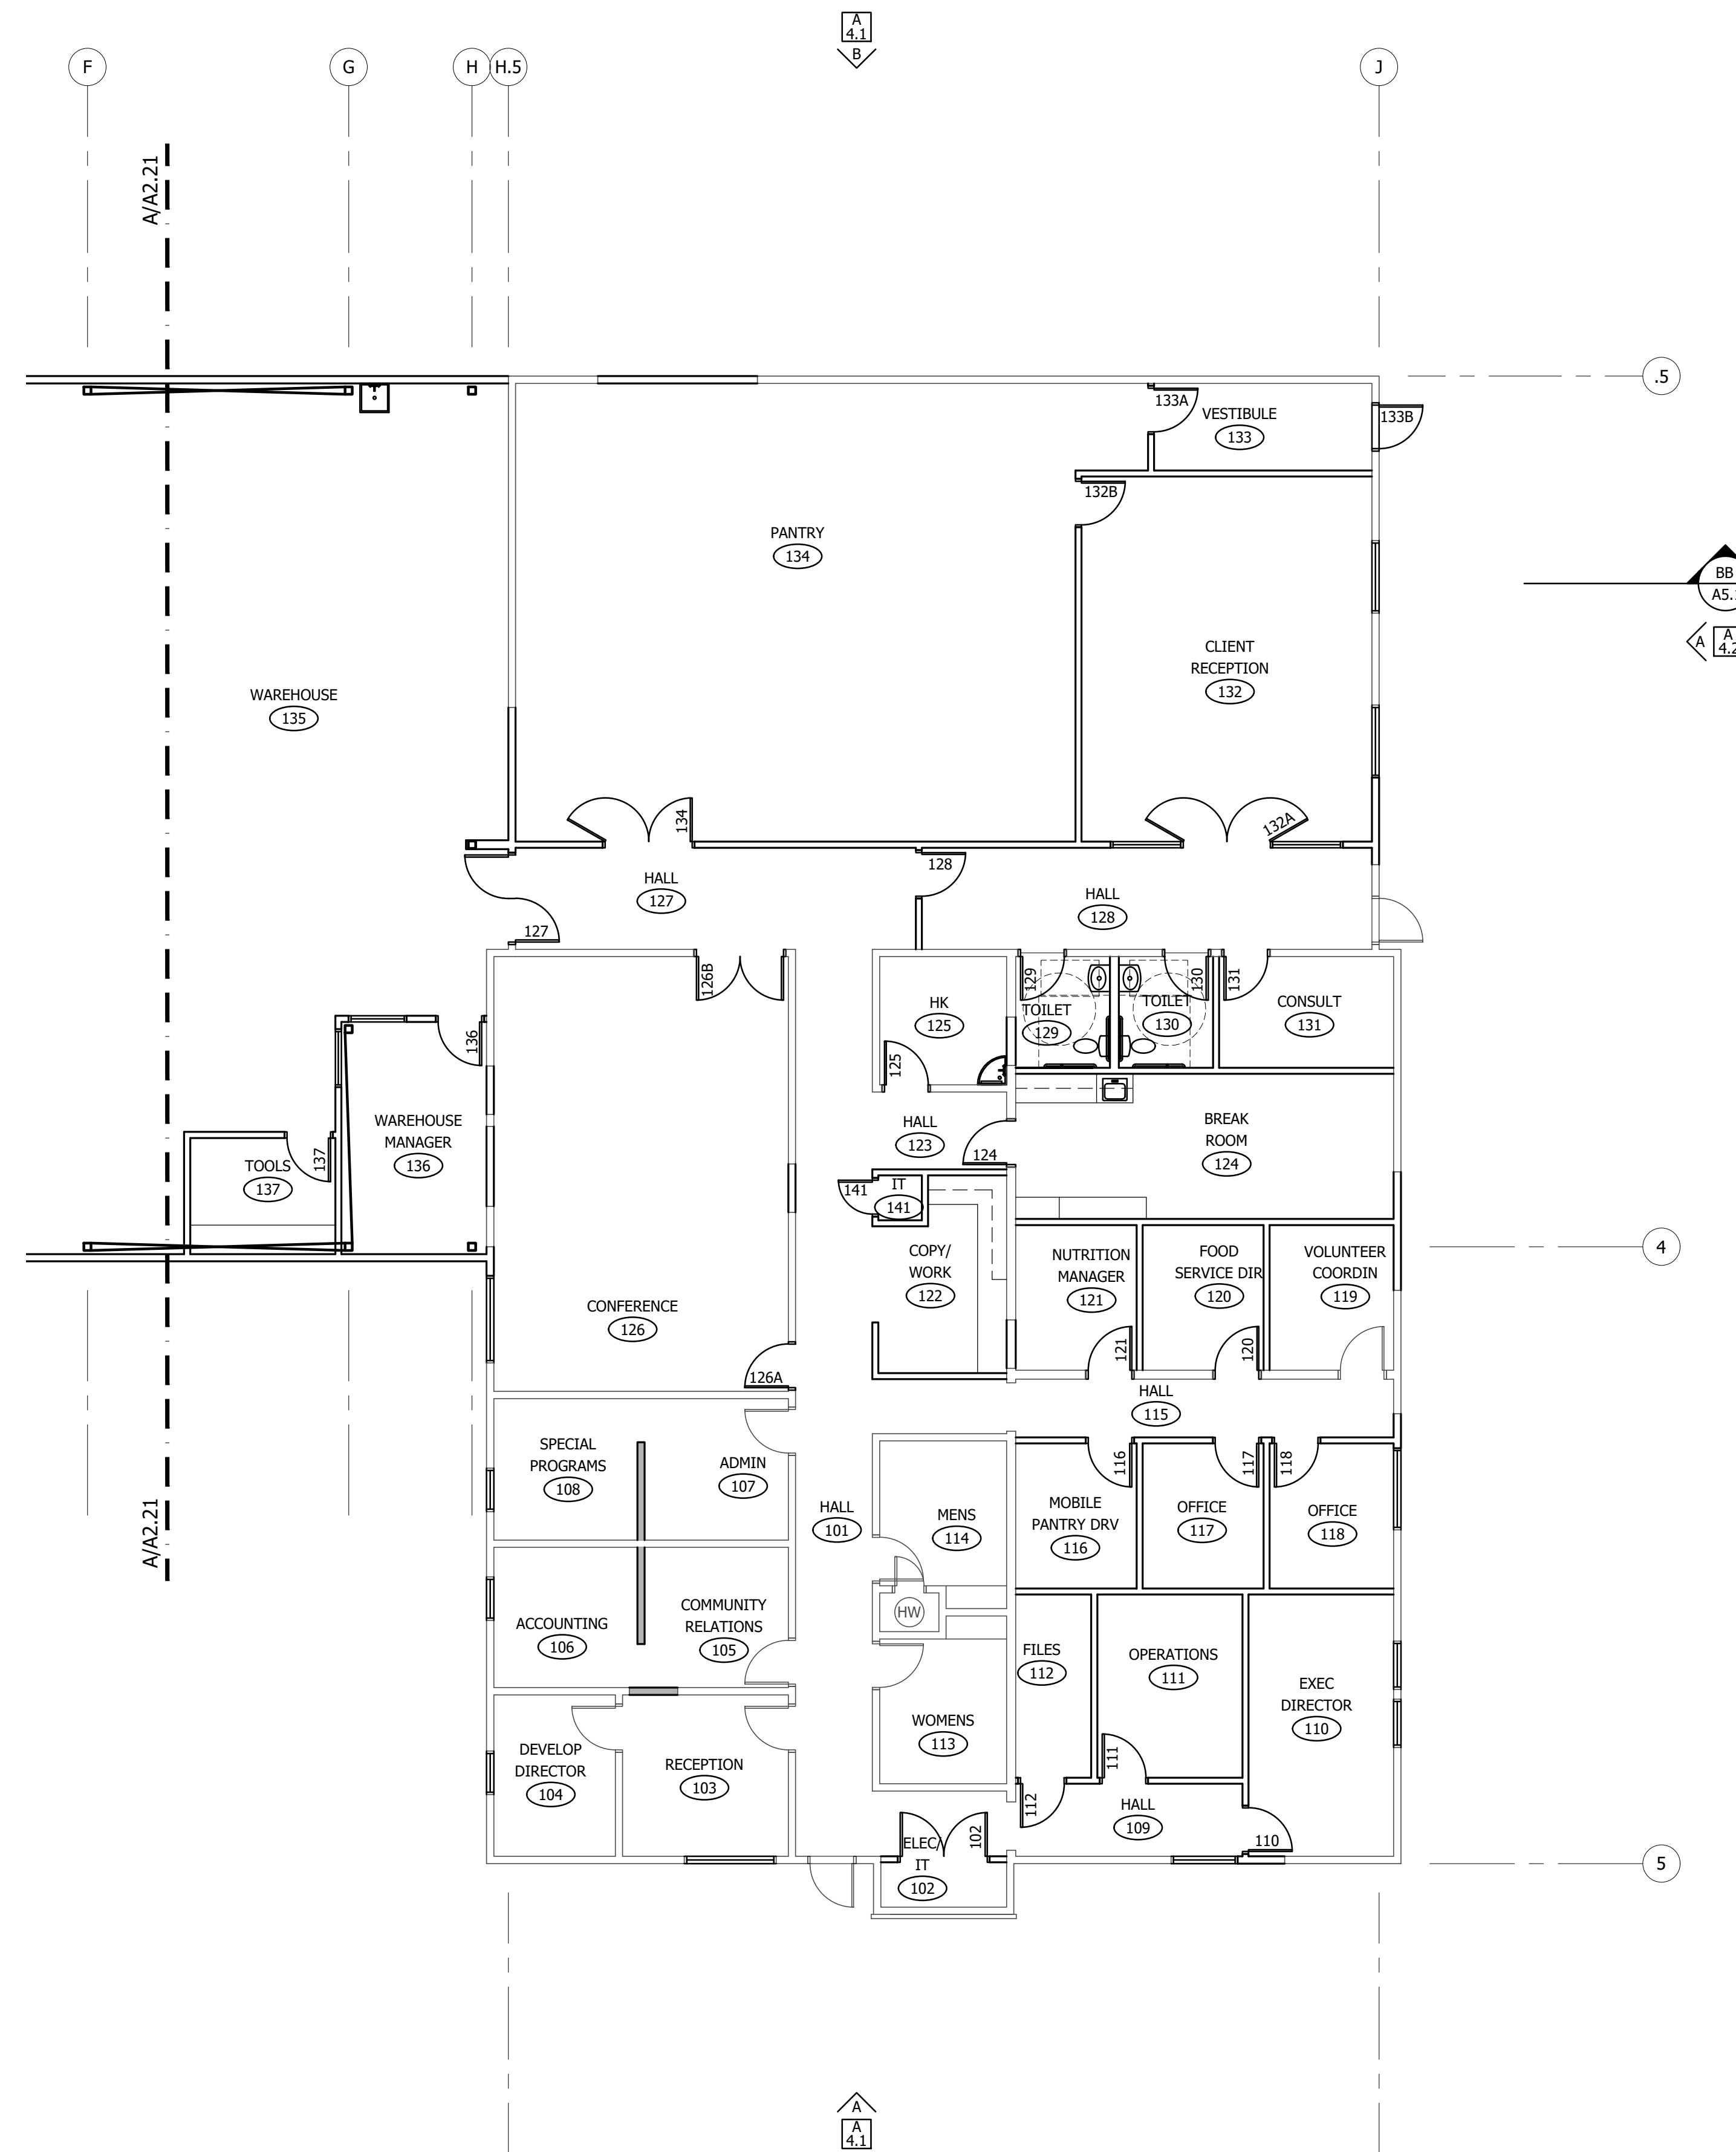 A
4.1
B
F
G
H
H.5
J
A/A2.21
.5
133A
VESTIBULE
133
133B
132B
PANTRY
134
BB
A5.
A
A
4.2
CLIENT
RECEPTION
132
WAREHOUSE
135
134
132A
128
HALL
127
HALL
128
127
126B
129
130
131
HK
125
TOILET
129
TOILET
130
CONSULT
131
136
125
WAREHOUSE
MANAGER
136
HALL
123
BREAK
ROOM
124
124
TOOLS
137
137
141
IT
141
COPY/
WORK
122
NUTRITION
MANAGER
121
FOOD
SERVICE DIR
120
VOLUNTEER
COORDIN
119
4
CONFERENCE
126
121
120
126A
HALL
115
SPECIAL
PROGRAMS
108
ADMIN
107
116
117
118
HALL
101
MENS
114
MOBILE
PANTRY DRV
116
OFFICE
117
OFFICE
118
A/A2.21
ACCOUNTING
106
COMMUNITY
RELATIONS
105
HW
FILES
112
OPERATIONS
111
EXEC
DIRECTOR
110
WOMENS
113
DEVELOP
DIRECTOR
104
RECEPTION
103
111
112
HALL
109
110
ELEC/
IT
102
102
5
A
A
4.1